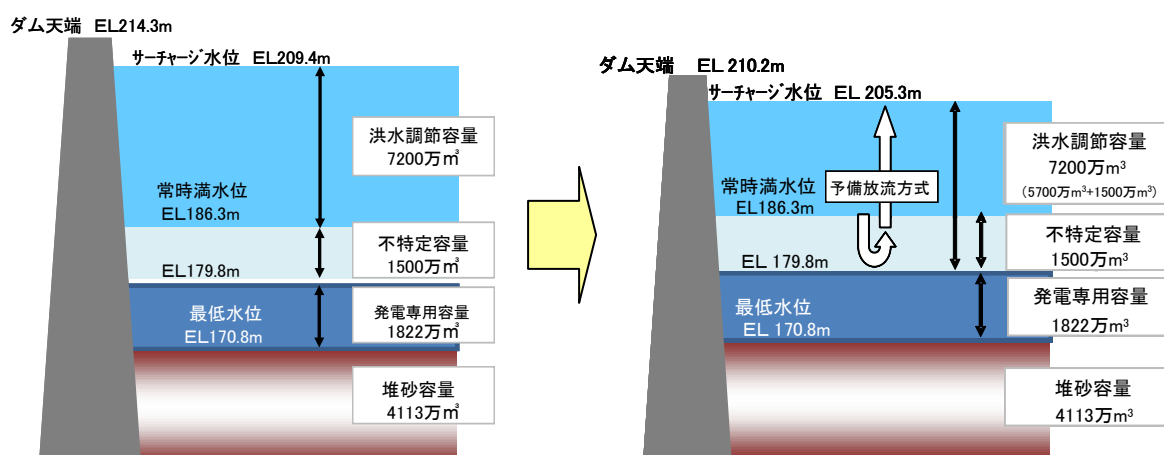 ダム天端 EL214.3m
サーチャージ水位 EL209.4m
洪水調節容量
7200万㎥
常時満水位
EL186.3m
不特定容量
1500万㎥
EL179.8m
発電専用容量
1822万㎥
最低水位
EL170.8m
堆砂容量
4113万㎥
ダム天端 EL 210.2m
サーチャージ水位 EL 205.3m
洪水調節容量
7200万m³
(5700万m³+1500万m³)
予備放流方式
常時満水位
EL186.3m
不特定容量
1500万m³
EL 179.8m
発電専用容量
1822万m³
最低水位
EL 170.8m
堆砂容量
4113万m³